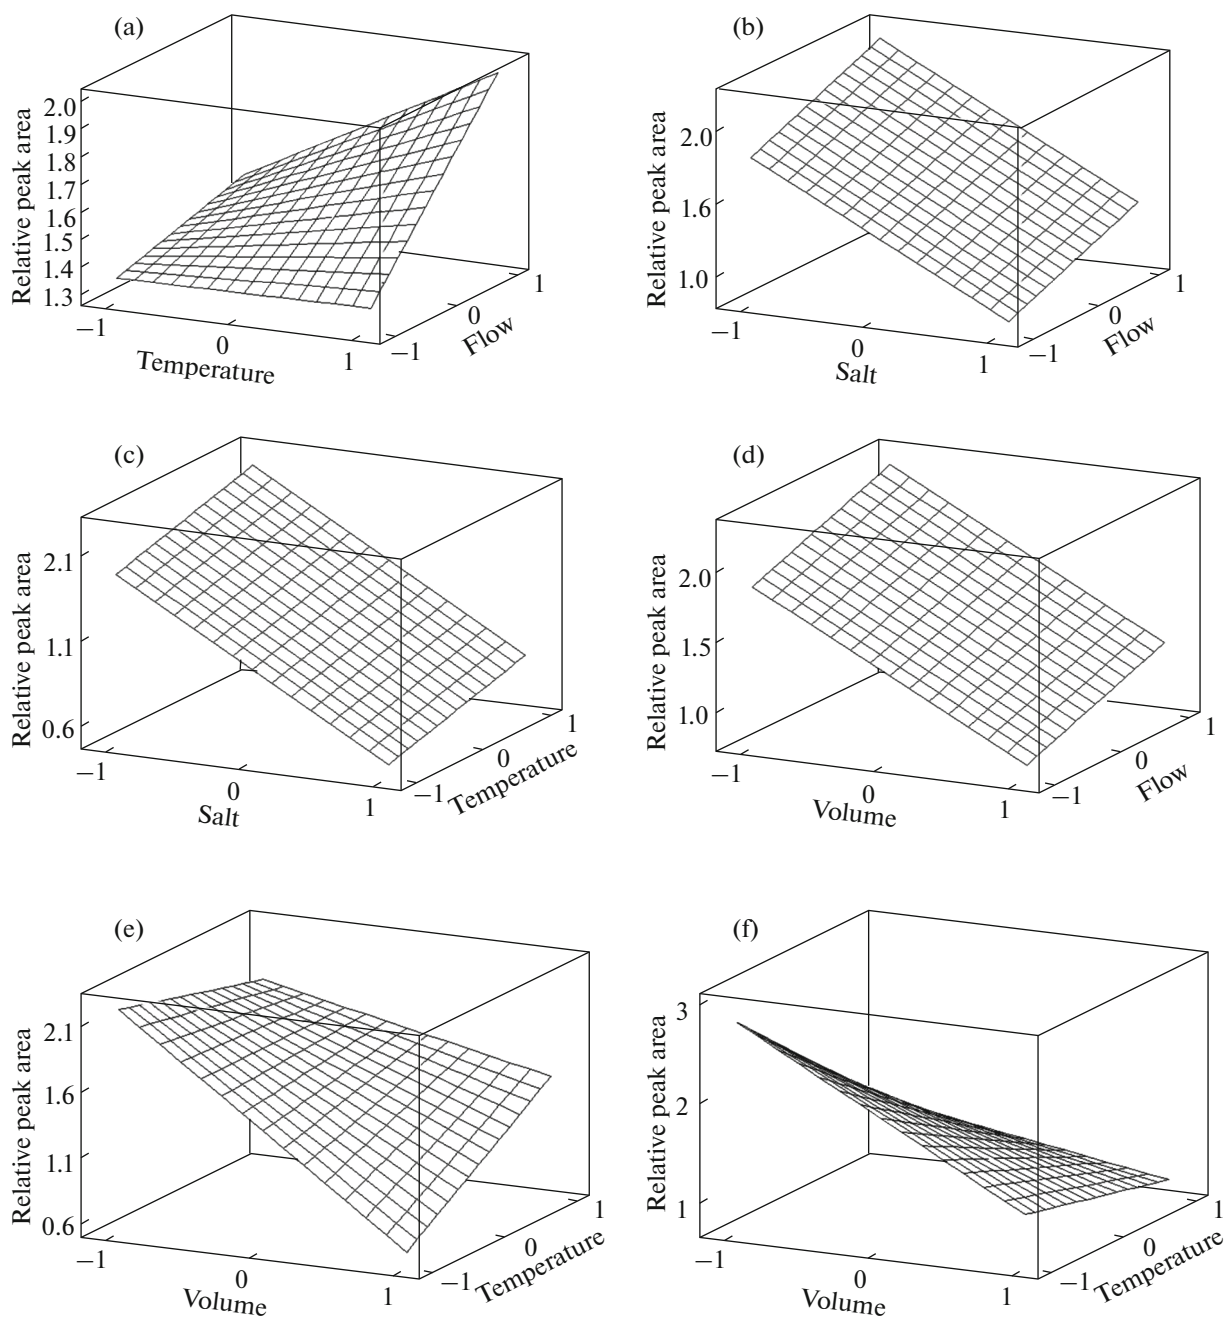 (a)
Relative peak area
2.0
1.9
1.8
1.7
1.6
1.5
1.4
1.3
−1
0
1
Temperature
−1
0
1
Flow
(b)
Relative peak area
2.0
1.6
1.0
−1
0
1
Salt
−1
0
1
Flow
(c)
Relative peak area
2.1
1.1
0.6
−1
0
1
Salt
−1
0
1
Temperature
(d)
Relative peak area
2.0
1.5
1.0
−1
0
1
Volume
−1
0
1
Flow
(e)
Relative peak area
2.1
1.6
1.1
0.6
−1
0
1
Volume
−1
0
1
Temperature
(f)
Relative peak area
3
2
1
−1
0
1
Volume
−1
0
1
Temperature